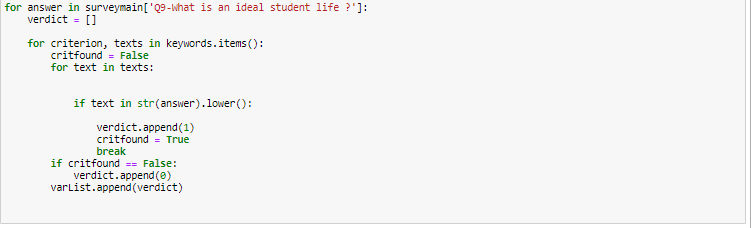 for answer in surveymain['Q9-What is an ideal student life ?']:
    verdict = []
    for criterion, texts in keywords.items():
        critfound = False
        for text in texts:
            if text in str(answer).lower():
                verdict.append(1)
                critfound = True
                break
        if critfound == False:
            verdict.append(0)
        varList.append(verdict)